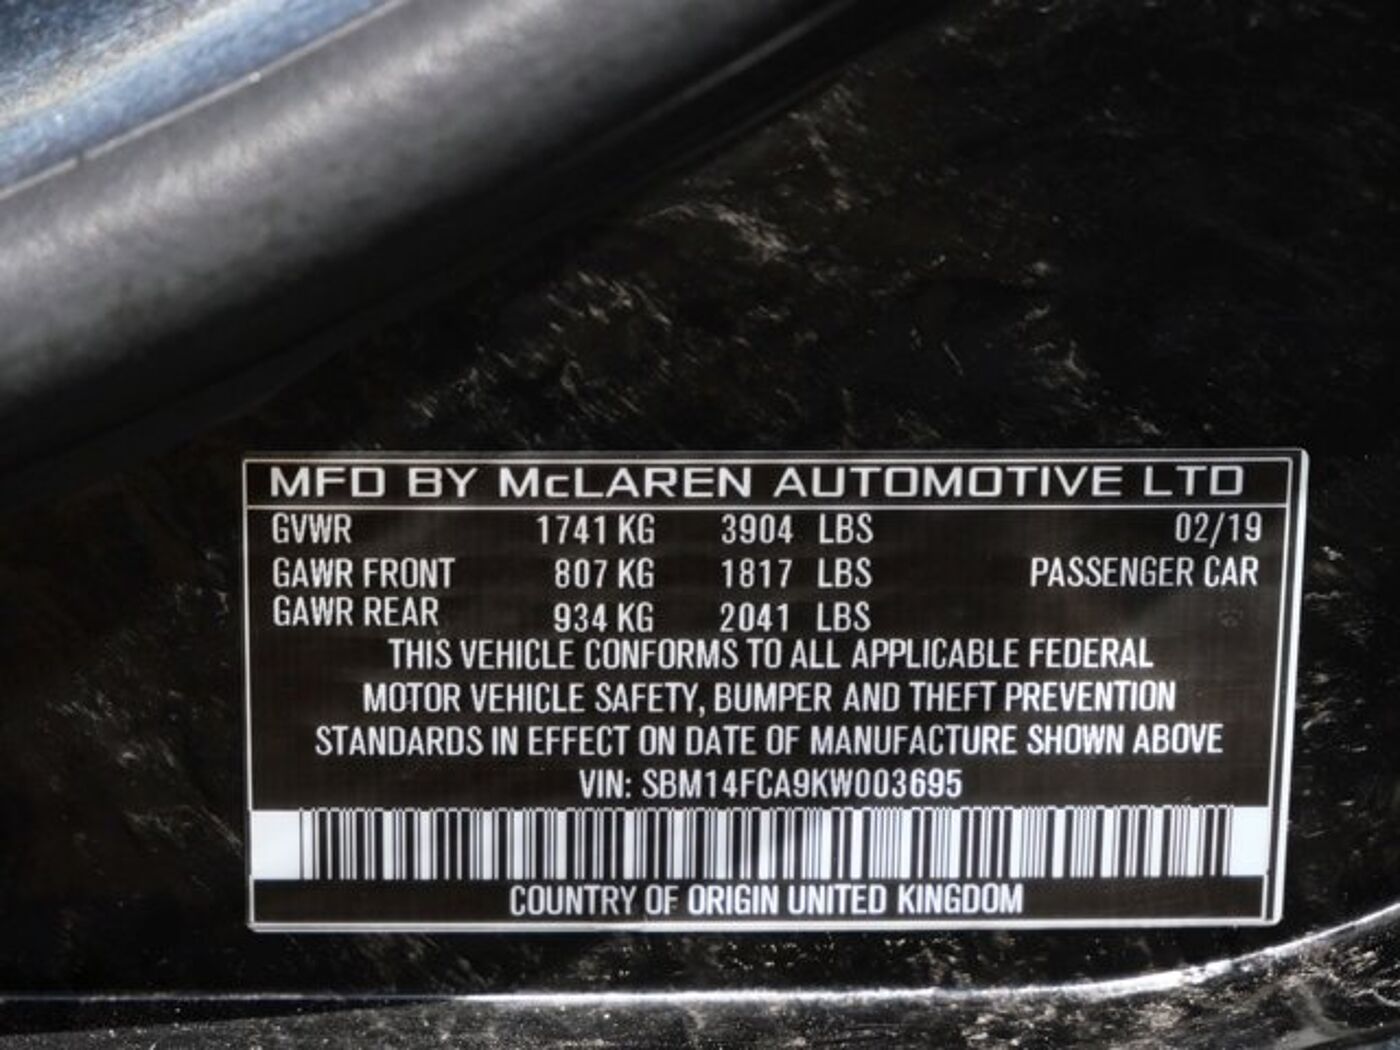 MFD BY McLAREN AUTOMOTIVE LTD
GVWR 1741 KG 3904 LBS 02/19
GAWR FRONT 807 KG 1817 LBS PASSENGER CAR
GAWR REAR 934 KG 2041 LBS
THIS VEHICLE CONFORMS TO ALL APPLICABLE FEDERAL
MOTOR VEHICLE SAFETY, BUMPER AND THEFT PREVENTION
STANDARDS IN EFFECT ON DATE OF MANUFACTURE SHOWN ABOVE
VIN: SBM14FCA9KW003695
COUNTRY OF ORIGIN UNITED KINGDOM